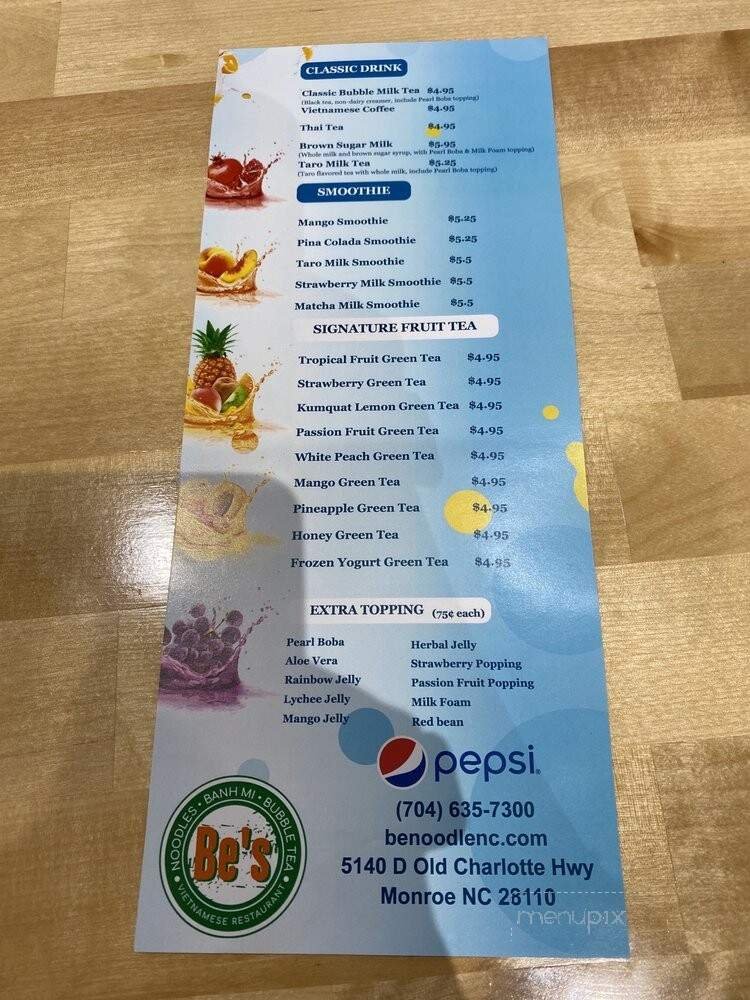 CLASSIC DRINK
Classic Bubble Milk Tea $4.95
(Black tea, non-dairy creamer, include Pearl Boba topping)
Vietnamese Coffee $4.95
Thai Tea $4.95
Brown Sugar Milk $5.95
(Whole milk and brown sugar syrup, with Pearl Boba & Milk Foam topping)
Taro Milk Tea $5.25
(Taro flavored tea with whole milk, include Pearl Boba topping)
SMOOTHIE
Mango Smoothie $5.25
Pina Colada Smoothie $5.25
Taro Milk Smoothie $5.5
Strawberry Milk Smoothie $5.5
Matcha Milk Smoothie $5.5
SIGNATURE FRUIT TEA
Tropical Fruit Green Tea $4.95
Strawberry Green Tea $4.95
Kumquat Lemon Green Tea $4.95
Passion Fruit Green Tea $4.95
White Peach Green Tea $4.95
Mango Green Tea $4.95
Pineapple Green Tea $4.95
Honey Green Tea $4.95
Frozen Yogurt Green Tea $4.95
EXTRA TOPPING (75¢ each)
Pearl Boba
Aloe Vera
Rainbow Jelly
Lychee Jelly
Mango Jelly
Herbal Jelly
Strawberry Popping
Passion Fruit Popping
Milk Foam
Red bean
pepsi.
(704) 635-7300
benoodlenc.com
5140 D Old Charlotte Hwy
Monroe NC 28110
NOODLES • BANH MI • BUBBLE TEA
Be's
VIETNAMESE RESTAURANT
menupix